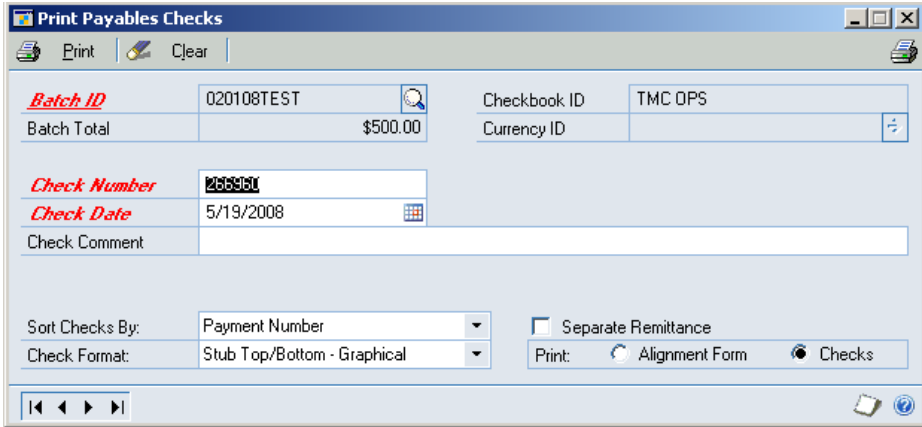 Print Payables Checks
Print Clear
Batch ID 020108TEST Checkbook ID TMC OPS
Batch Total $500.00 Currency ID
Check Number 266960
Check Date 5/19/2008
Check Comment
Sort Checks By: Payment Number Separate Remittance
Check Format: Stub Top/Bottom - Graphical Print: Alignment Form Checks